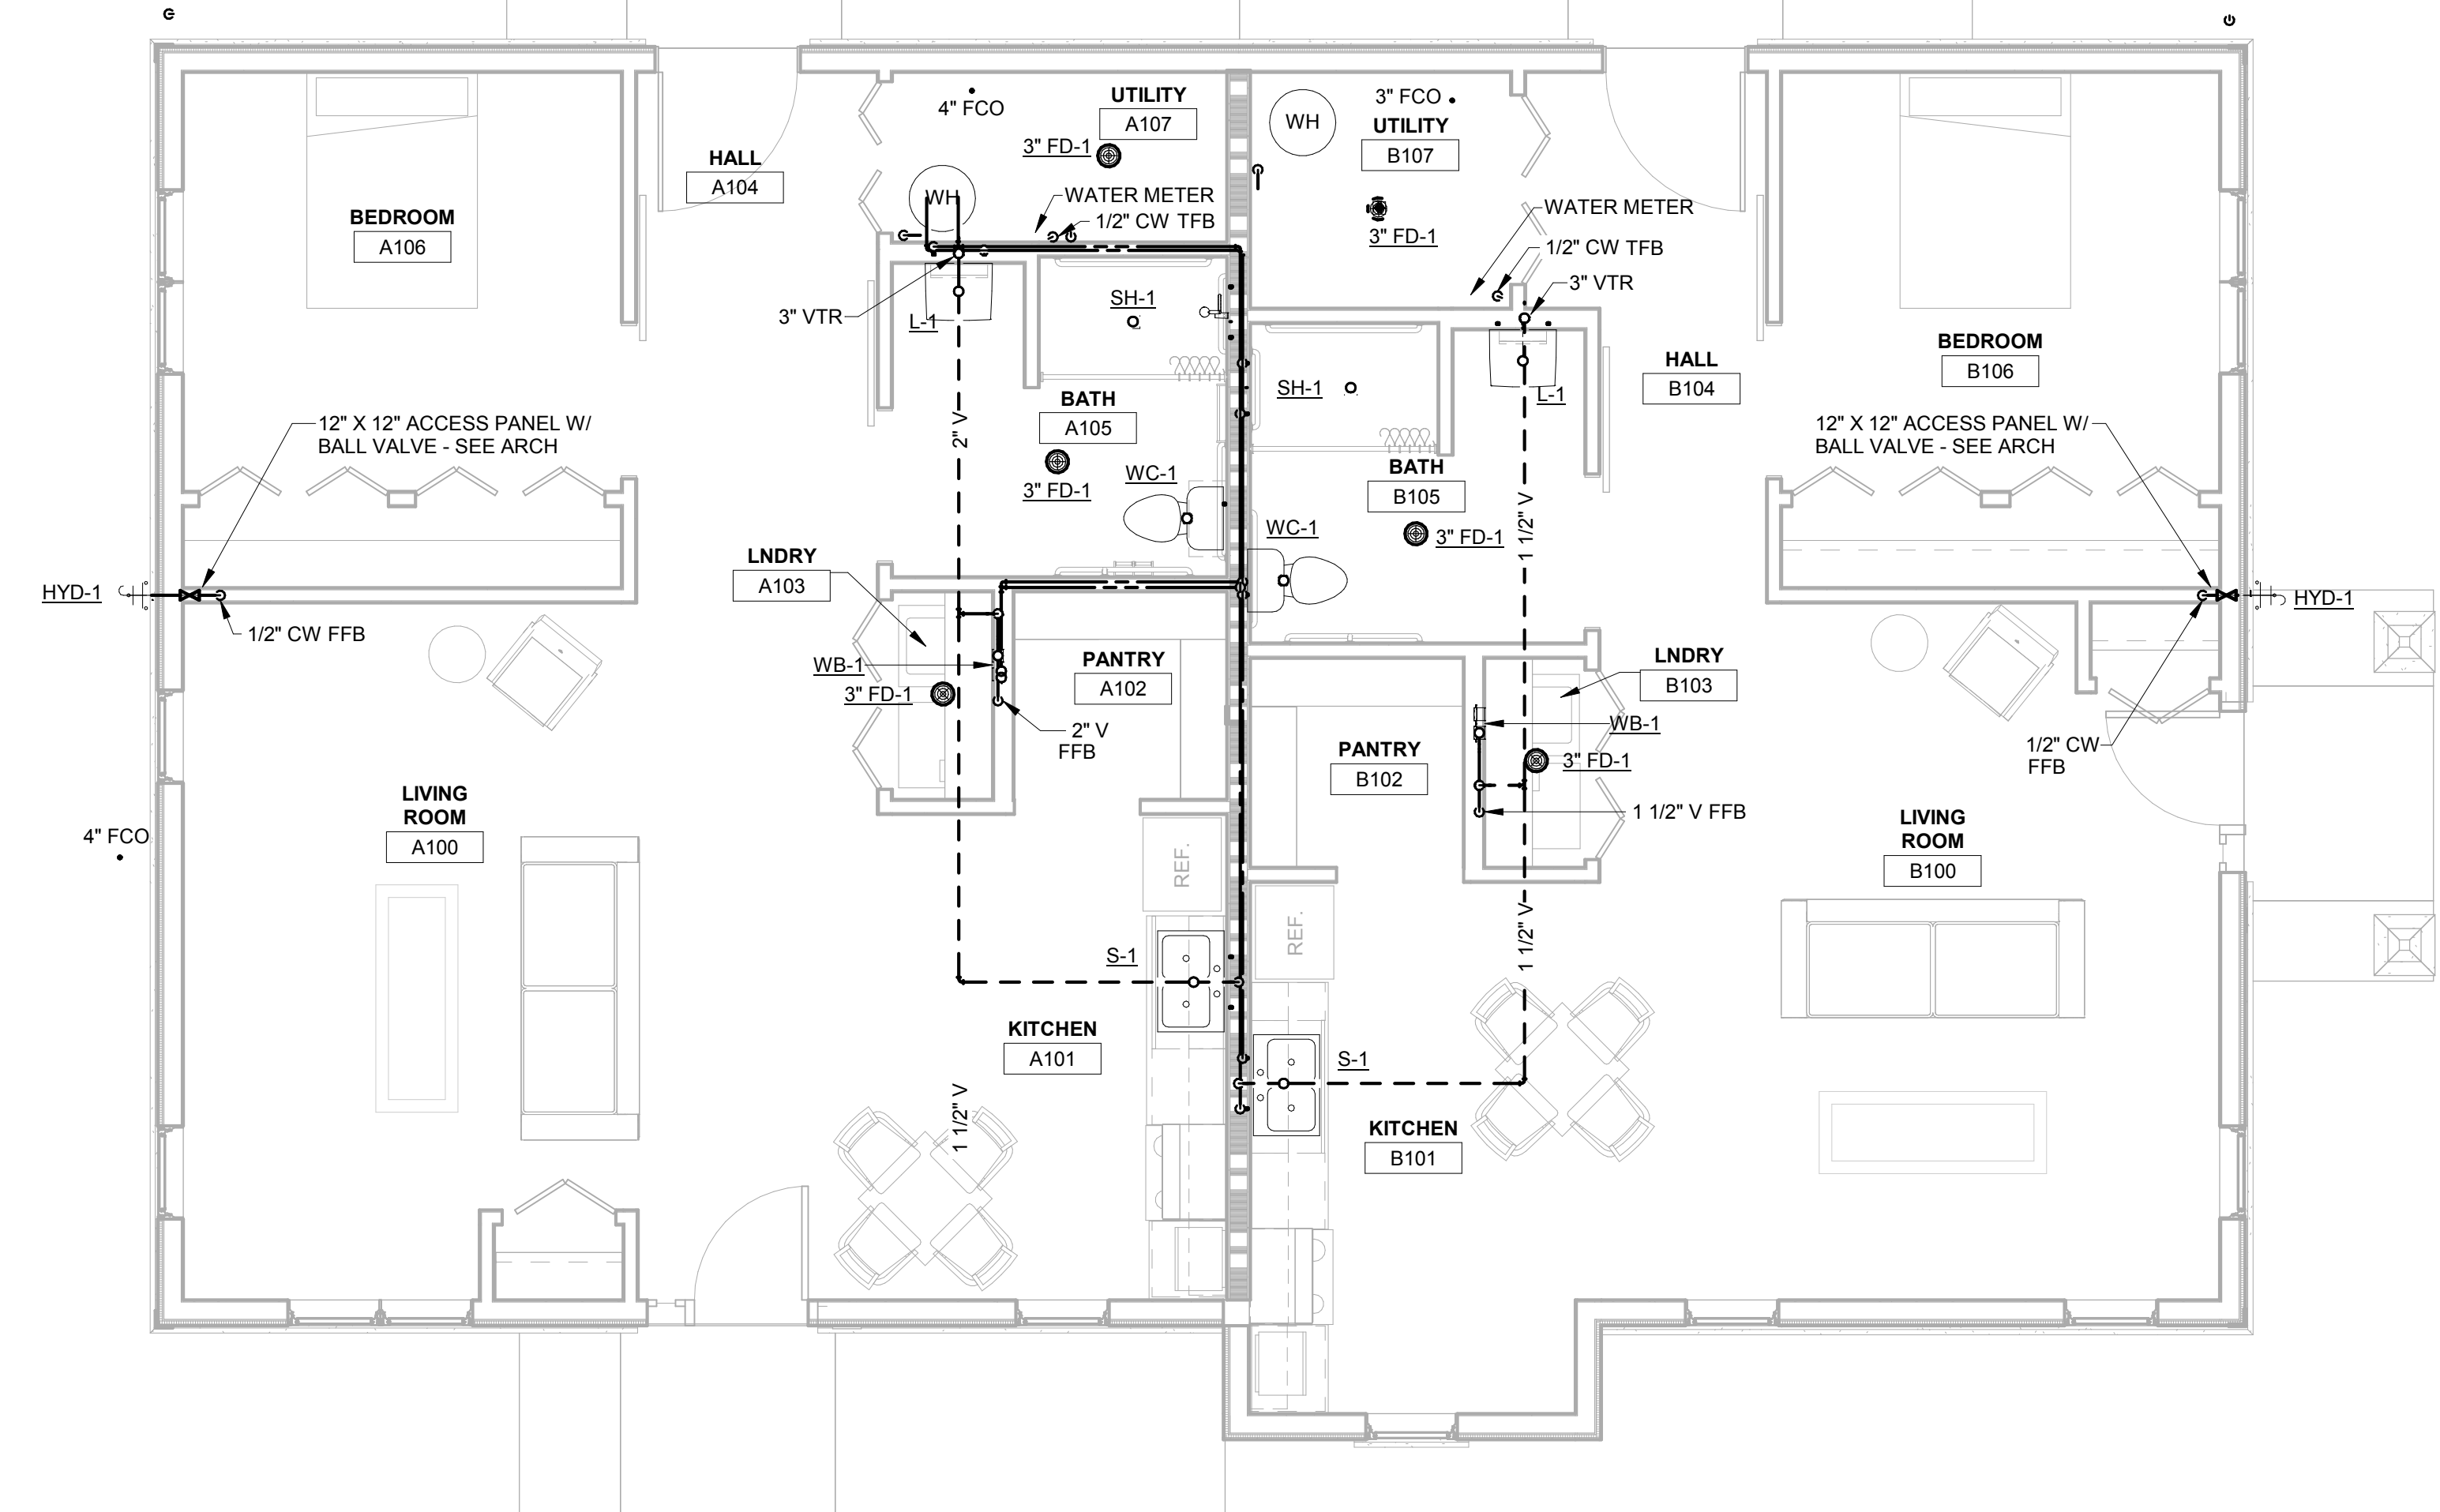 UTILITY
A107
4" FCO
3" FD-1
WH
3" FCO
UTILITY
B107
WH
3" FD-1
HALL
A104
WATER METER
1/2" CW TFB
WATER METER
1/2" CW TFB
3" VTR
BEDROOM
A106
3" VTR
L-1
SH-1
SH-1
L-1
HALL
B104
BEDROOM
B106
12" X 12" ACCESS PANEL W/
BALL VALVE - SEE ARCH
2" V
BATH
A105
3" FD-1
WC-1
BATH
B105
3" FD-1
WC-1
1 1/2" V
12" X 12" ACCESS PANEL W/
BALL VALVE - SEE ARCH
HYD-1
1/2" CW FFB
LNDRY
A103
WB-1
3" FD-1
PANTRY
A102
2" V
FFB
LNDRY
B103
WB-1
3" FD-1
PANTRY
B102
1 1/2" V FFB
HYD-1
1/2" CW
FFB
LIVING
ROOM
A100
4" FCO
REF.
REF.
1 1/2" V
LIVING
ROOM
B100
S-1
KITCHEN
A101
1 1/2" V
S-1
KITCHEN
B101